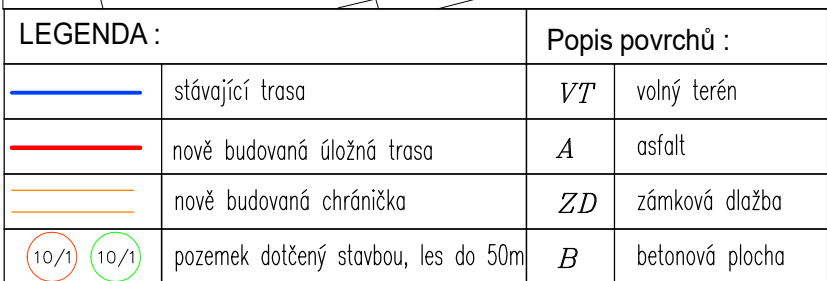 LEGENDA :
Popis povrchů :
stávající trasa
VT volný terén
nově budovaná úložná trasa
A asfalt
nově budovaná chránička
ZD zámková dlažba
10/1 10/1 pozemek dotčený stavbou, les do 50m
B betonová plocha